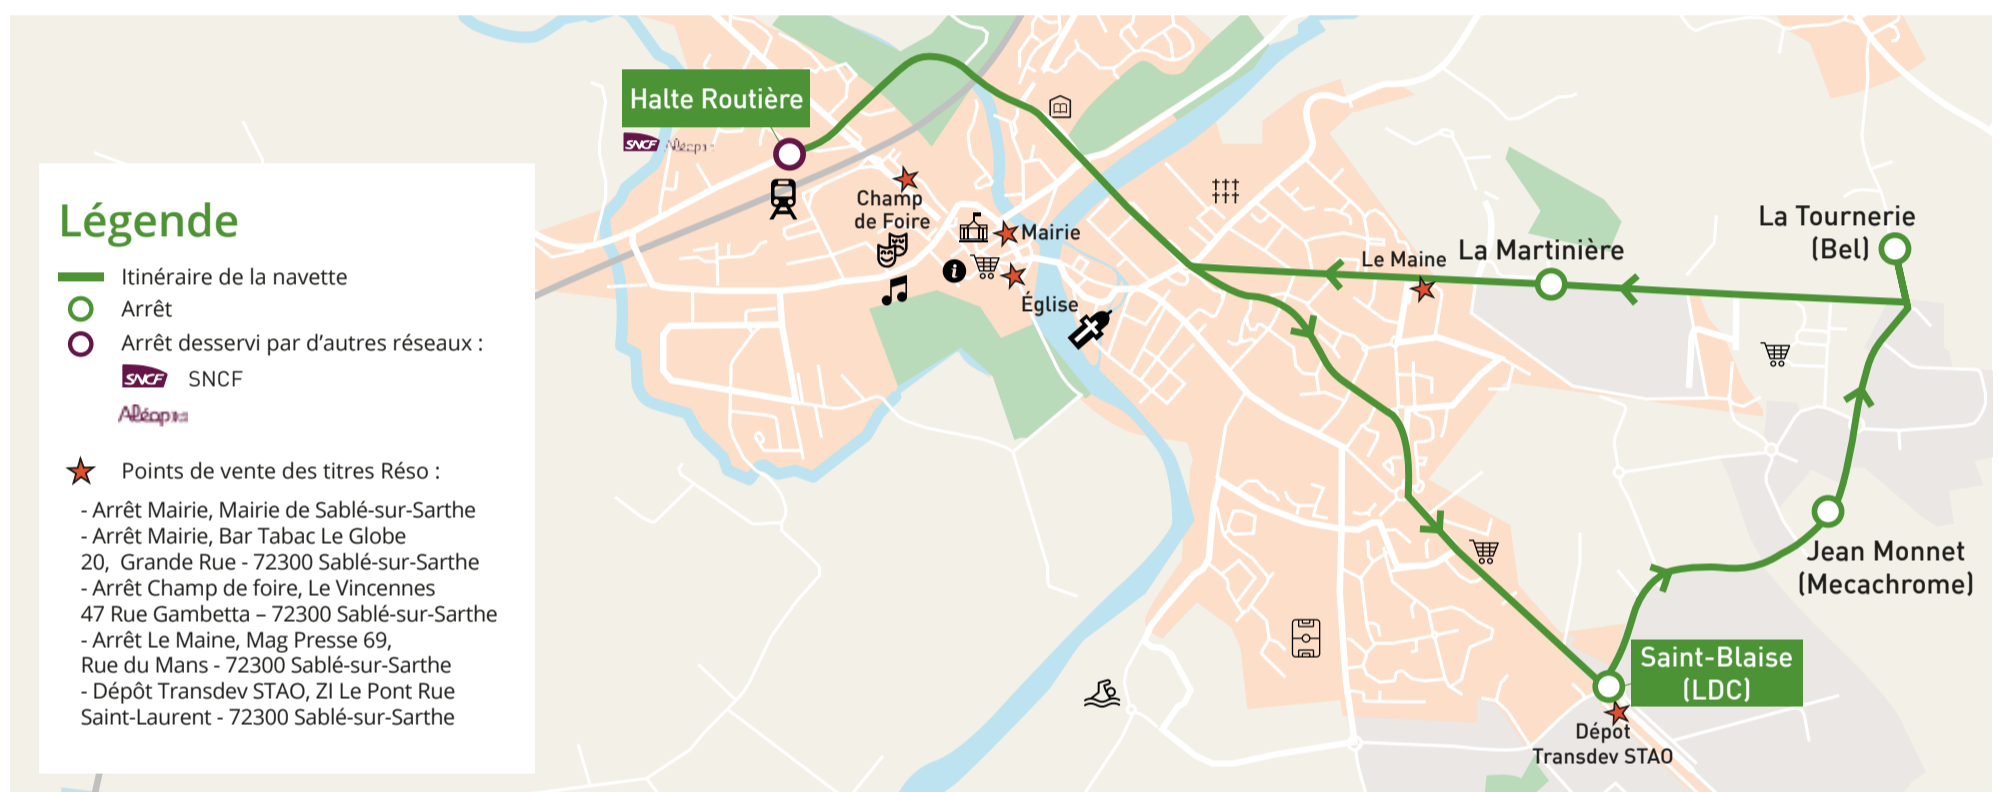 Halte Routière
SNCF
Champ
de Foire
Mairie
Église
Le Maine
La Martinière
La Tournerie
(Bel)
Jean Monnet
(Mecachrome)
Saint-Blaise
(LDC)
Dépot
Transdev STAO
Légende
Itinéraire de la navette
Arrêt
Arrêt desservi par d’autres réseaux :
SNCF SNCF
Points de vente des titres Réso :
- Arrêt Mairie, Mairie de Sablé-sur-Sarthe
- Arrêt Mairie, Bar Tabac Le Globe
20, Grande Rue - 72300 Sablé-sur-Sarthe
- Arrêt Champ de foire, Le Vincennes
47 Rue Gambetta – 72300 Sablé-sur-Sarthe
- Arrêt Le Maine, Mag Presse 69,
Rue du Mans - 72300 Sablé-sur-Sarthe
- Dépôt Transdev STAO, ZI Le Pont Rue
Saint-Laurent - 72300 Sablé-sur-Sarthe